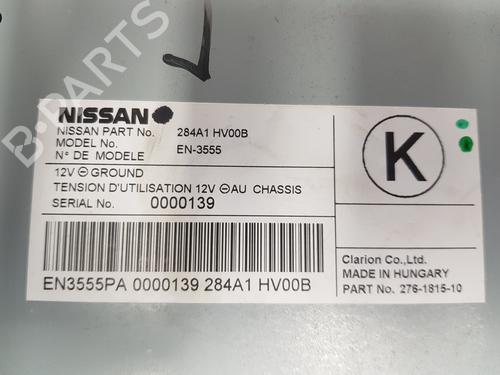 B-PARTS
NISSAN
NISSAN PART No. 284A1 HV00B
MODEL No. EN-3555
N° DE MODELE
12V ⊖ GROUND
TENSION D'UTILISATION 12V ⊖ AU CHASSIS
SERIAL No. 0000139
EN3555PA 0000139 284A1 HV00B
K
Clarion Co.,Ltd.
MADE IN HUNGARY
PART No. 276-1815-10